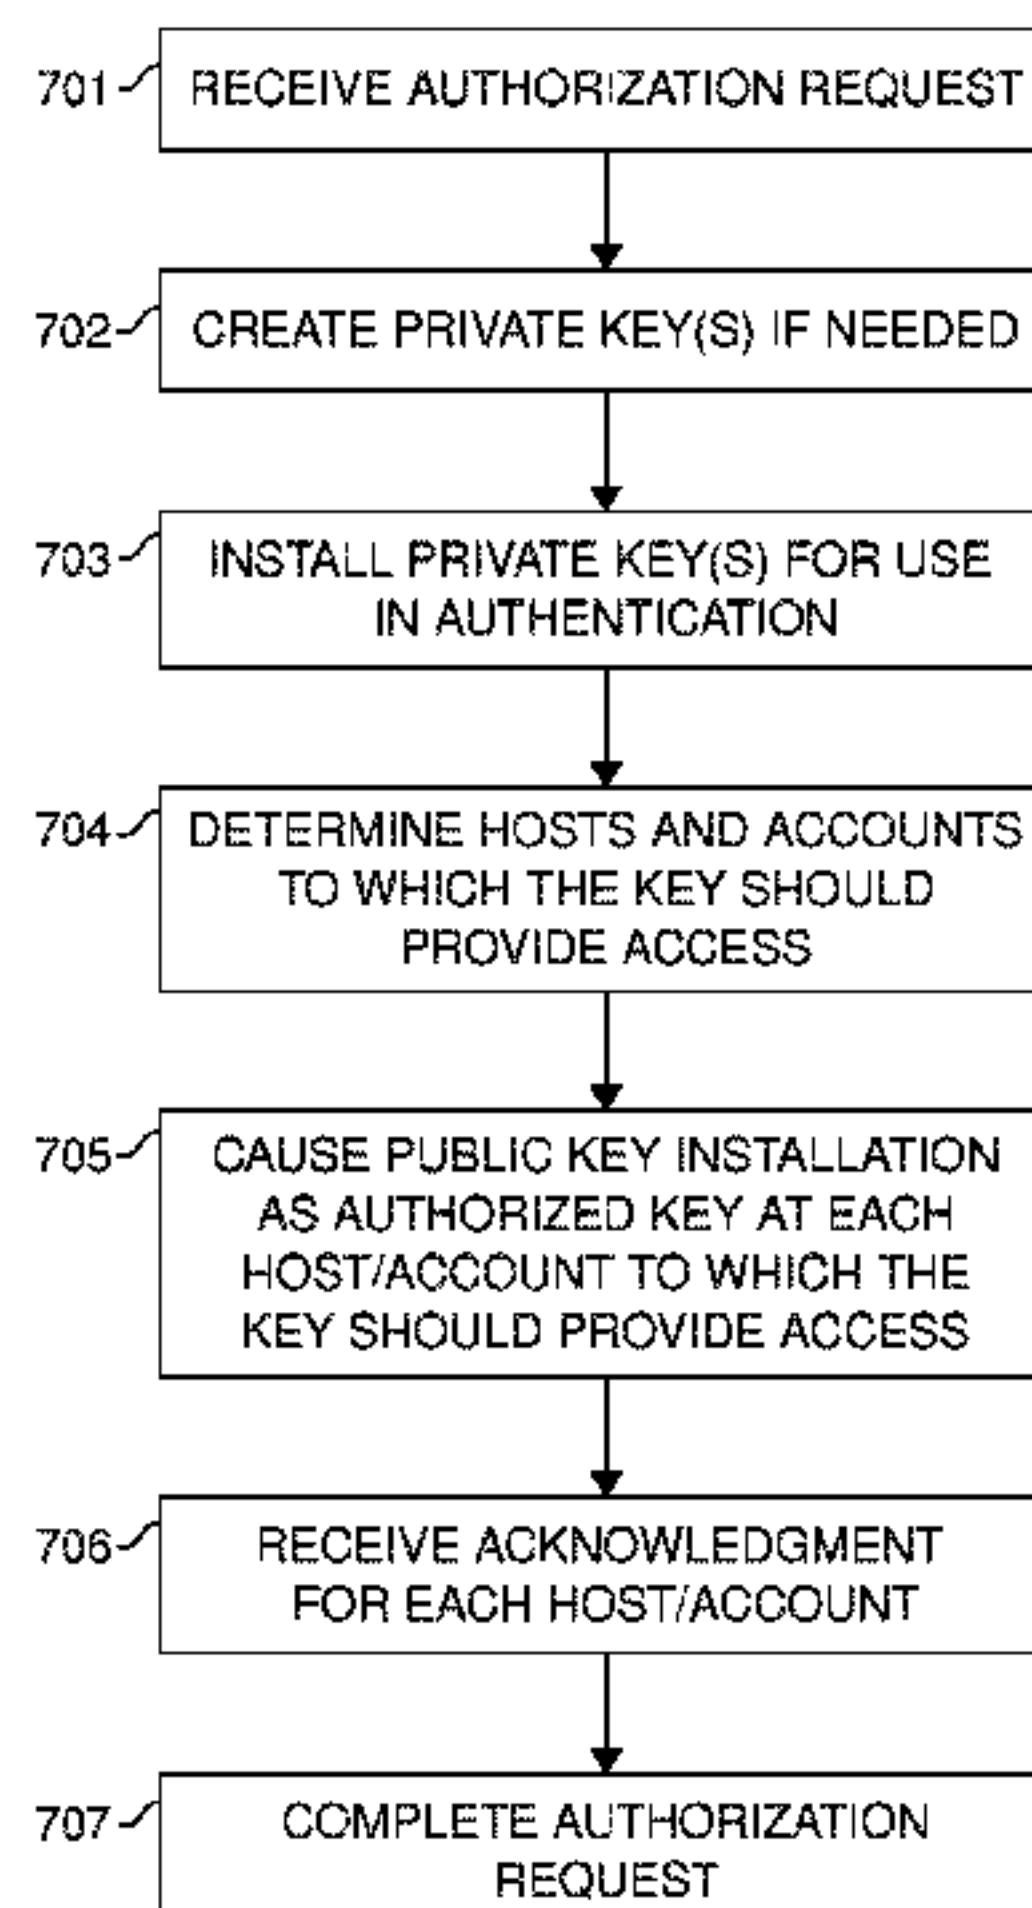 701 RECEIVE AUTHORIZATION REQUEST
702 CREATE PRIVATE KEY(S) IF NEEDED
703 INSTALL PRIVATE KEY(S) FOR USE
IN AUTHENTICATION
704 DETERMINE HOSTS AND ACCOUNTS
TO WHICH THE KEY SHOULD
PROVIDE ACCESS
705 CAUSE PUBLIC KEY INSTALLATION
AS AUTHORIZED KEY AT EACH
HOST/ACCOUNT TO WHICH THE
KEY SHOULD PROVIDE ACCESS
706 RECEIVE ACKNOWLEDGMENT
FOR EACH HOST/ACCOUNT
707 COMPLETE AUTHORIZATION
REQUEST